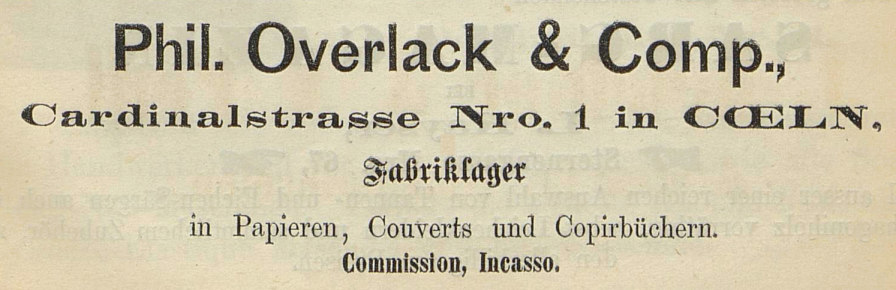 Phil. Overlack & Comp.,
Cardinalstrasse Nro. 1 in CŒLN,
Fabriklager
in Papieren, Couverts und Copirbüchern.
Commission, Incasso.